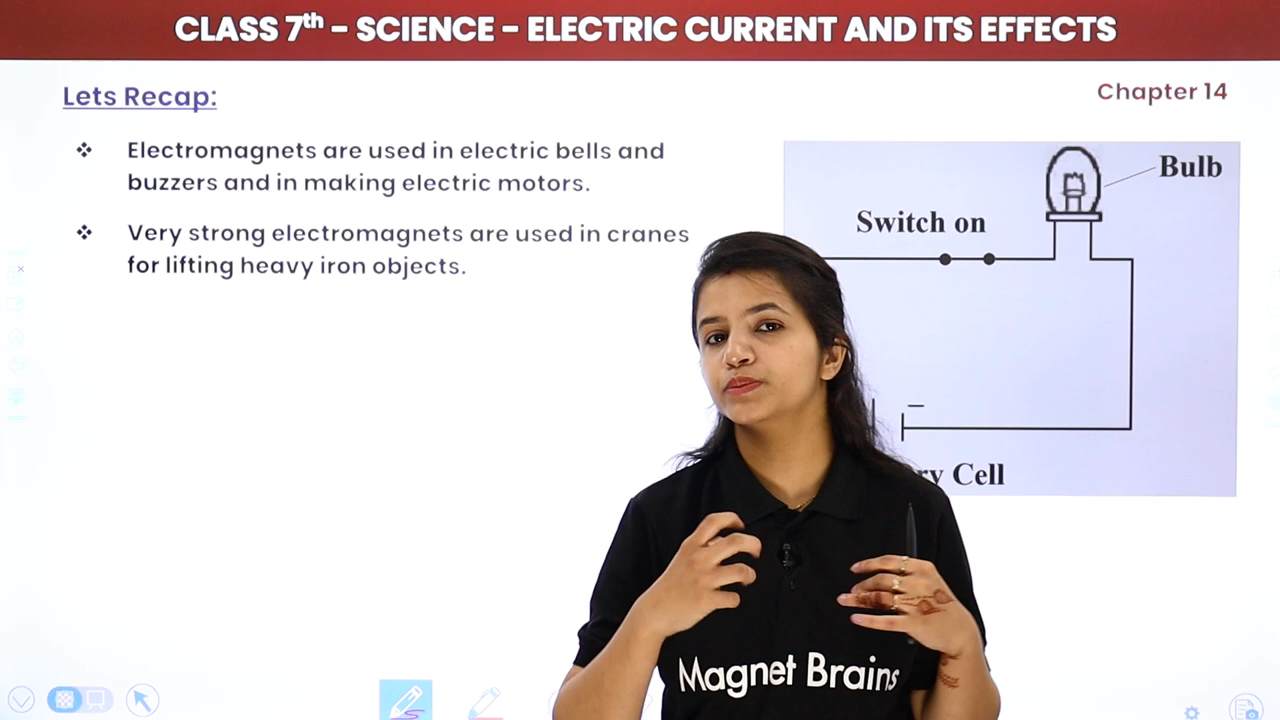 CLASS 7th - SCIENCE - ELECTRIC CURRENT AND ITS EFFECTS
Lets Recap:
Chapter 14
Electromagnets are used in electric bells and
buzzers and in making electric motors.
Very strong electromagnets are used in cranes
for lifting heavy iron objects.
Bulb
Switch on
Cell
Magnet Brains